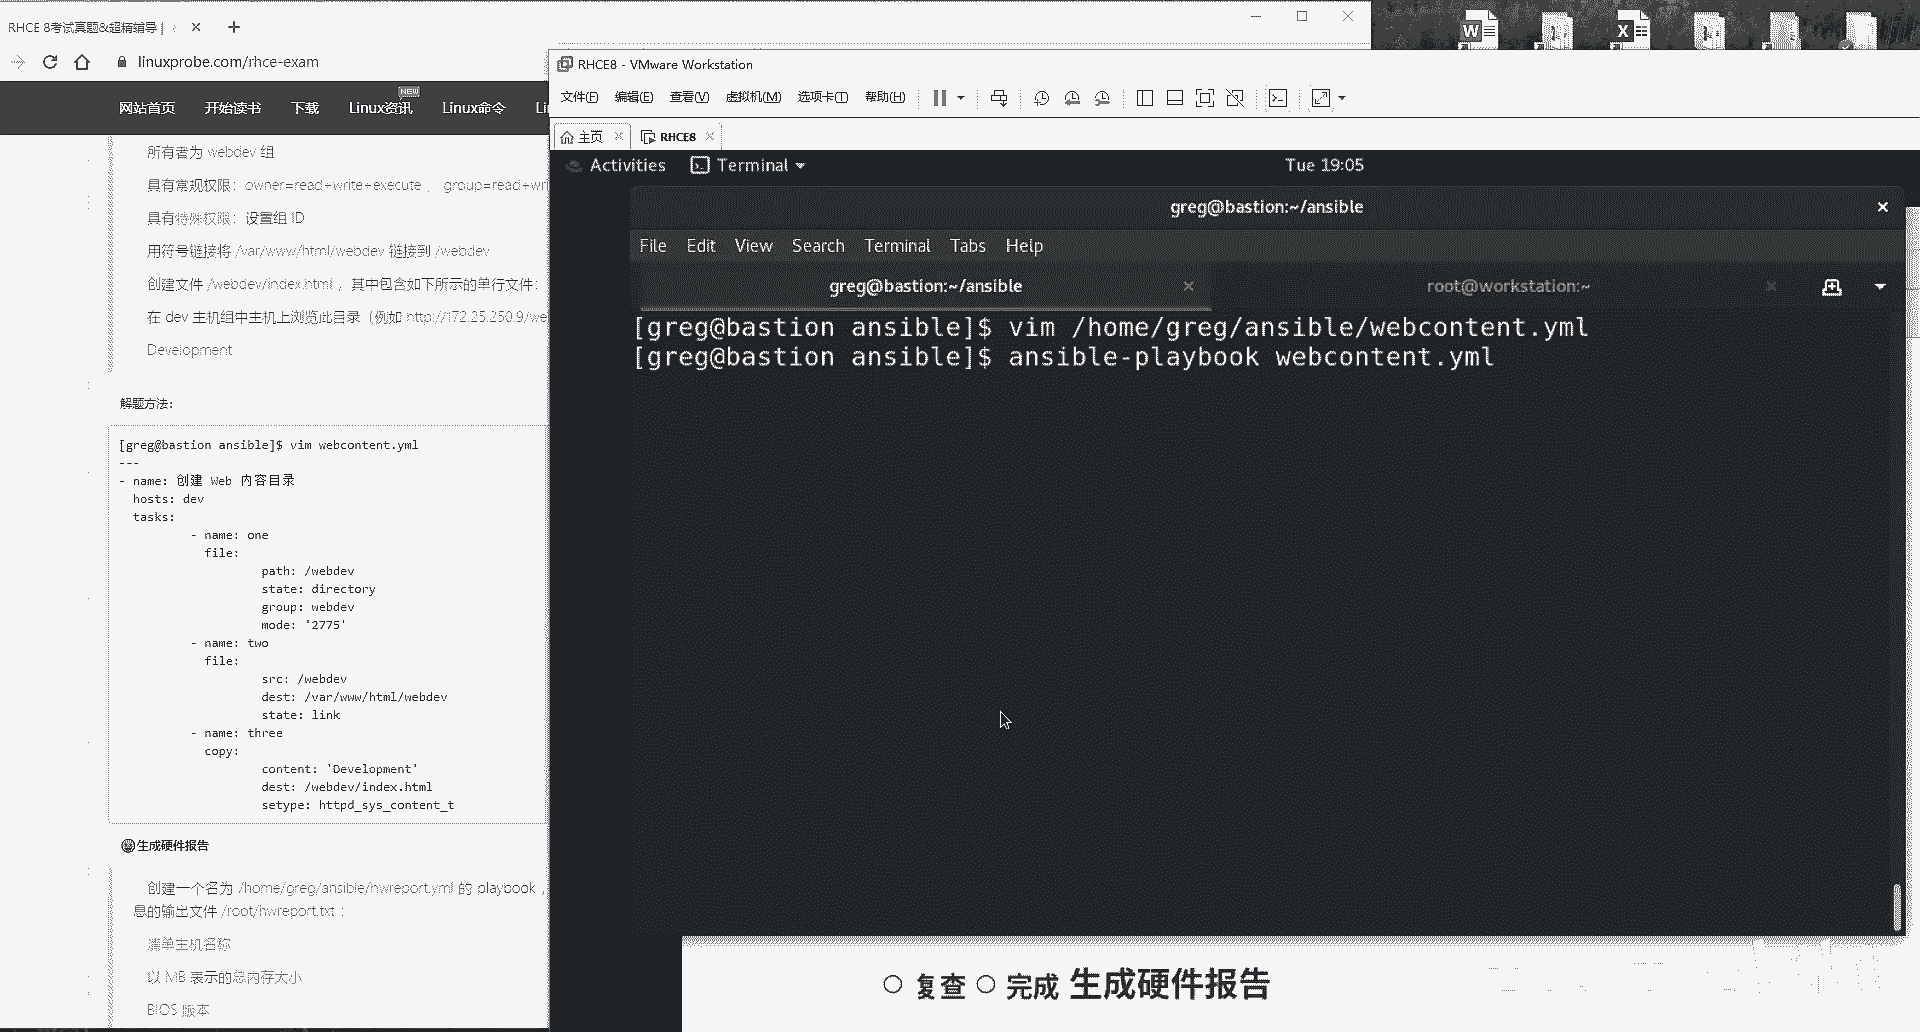 RHCE 8考试真题&超精辅导 |
linuxprobe.com/rhce-exam
网站首页 开始读书 下载 Linux资讯 NEW Linux命令
所有者为 webdev 组
具有常规权限：owner=read+write+execute， group=read+wri
具有特殊权限：设置组 ID
用符号链接将 /var/www/html/webdev 链接到 /webdev
创建文件 /webdev/index.html ，其中包含如下所示的单行文件：
在 dev 主机组中主机上浏览此目录（例如 http://172.25.250.9/we
Development
解题方法:
[greg@bastion ansible]$ vim webcontent.yml
---
- name: 创建 Web 内容目录
hosts: dev
tasks:
- name: one
file:
path: /webdev
state: directory
group: webdev
mode: '2775'
- name: two
file:
src: /webdev
dest: /var/www/html/webdev
state: link
- name: three
copy:
content: 'Development'
dest: /webdev/index.html
setype: httpd_sys_content_t
生成硬件报告
创建一个名为 /home/greg/ansible/hwreport.yml 的 playbook ，
息的输出文件 /root/hwreport.txt ：
清单主机名称
以 MB 表示的总内存大小
BIOS 版本
RHCE8 - VMware Workstation
文件(F) 编辑(E) 查看(V) 虚拟机(M) 选项卡(T) 帮助(H)
主页 RHCE8
Activities Terminal Tue 19:05
greg@bastion:~/ansible
File Edit View Search Terminal Tabs Help
greg@bastion:~/ansible root@workstation:~
[greg@bastion ansible]$ vim /home/greg/ansible/webcontent.yml
[greg@bastion ansible]$ ansible-playbook webcontent.yml
复查 完成 生成硬件报告